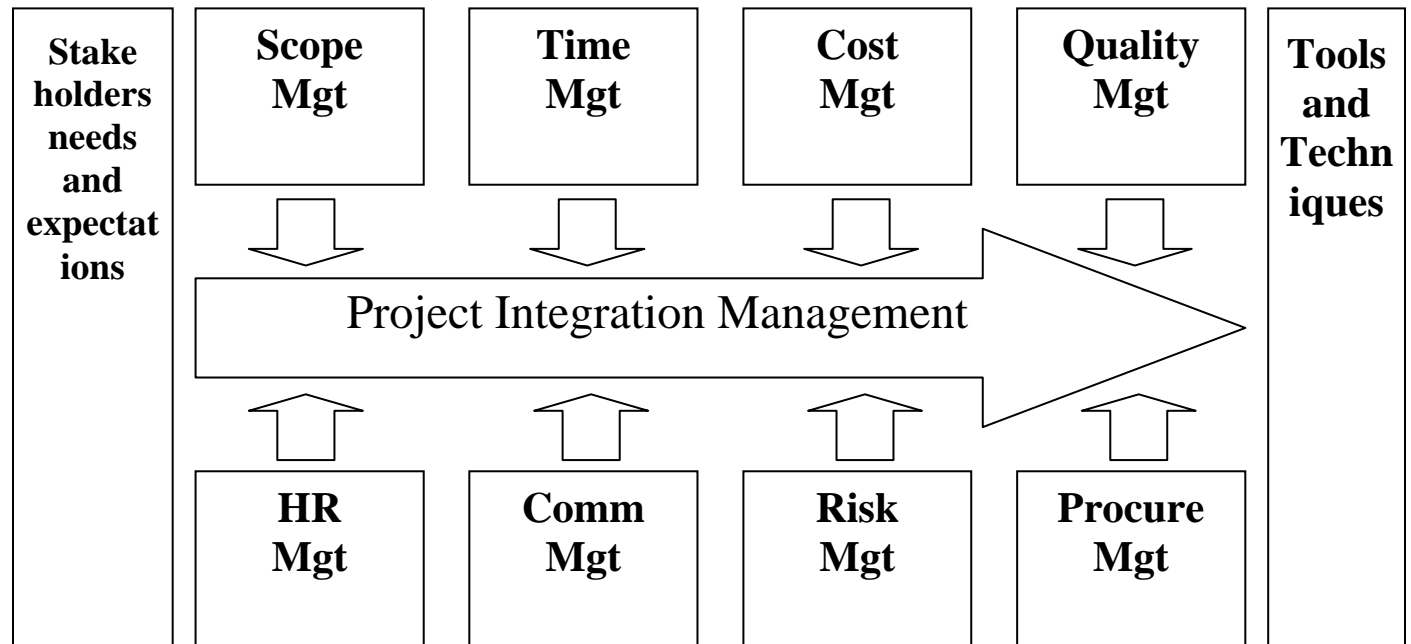 Stake
holders
needs
and
expectat
ions
Scope
Mgt
Time
Mgt
Cost
Mgt
Quality
Mgt
Tools
and
Techn
iques
Project Integration Management
HR
Mgt
Comm
Mgt
Risk
Mgt
Procure
Mgt